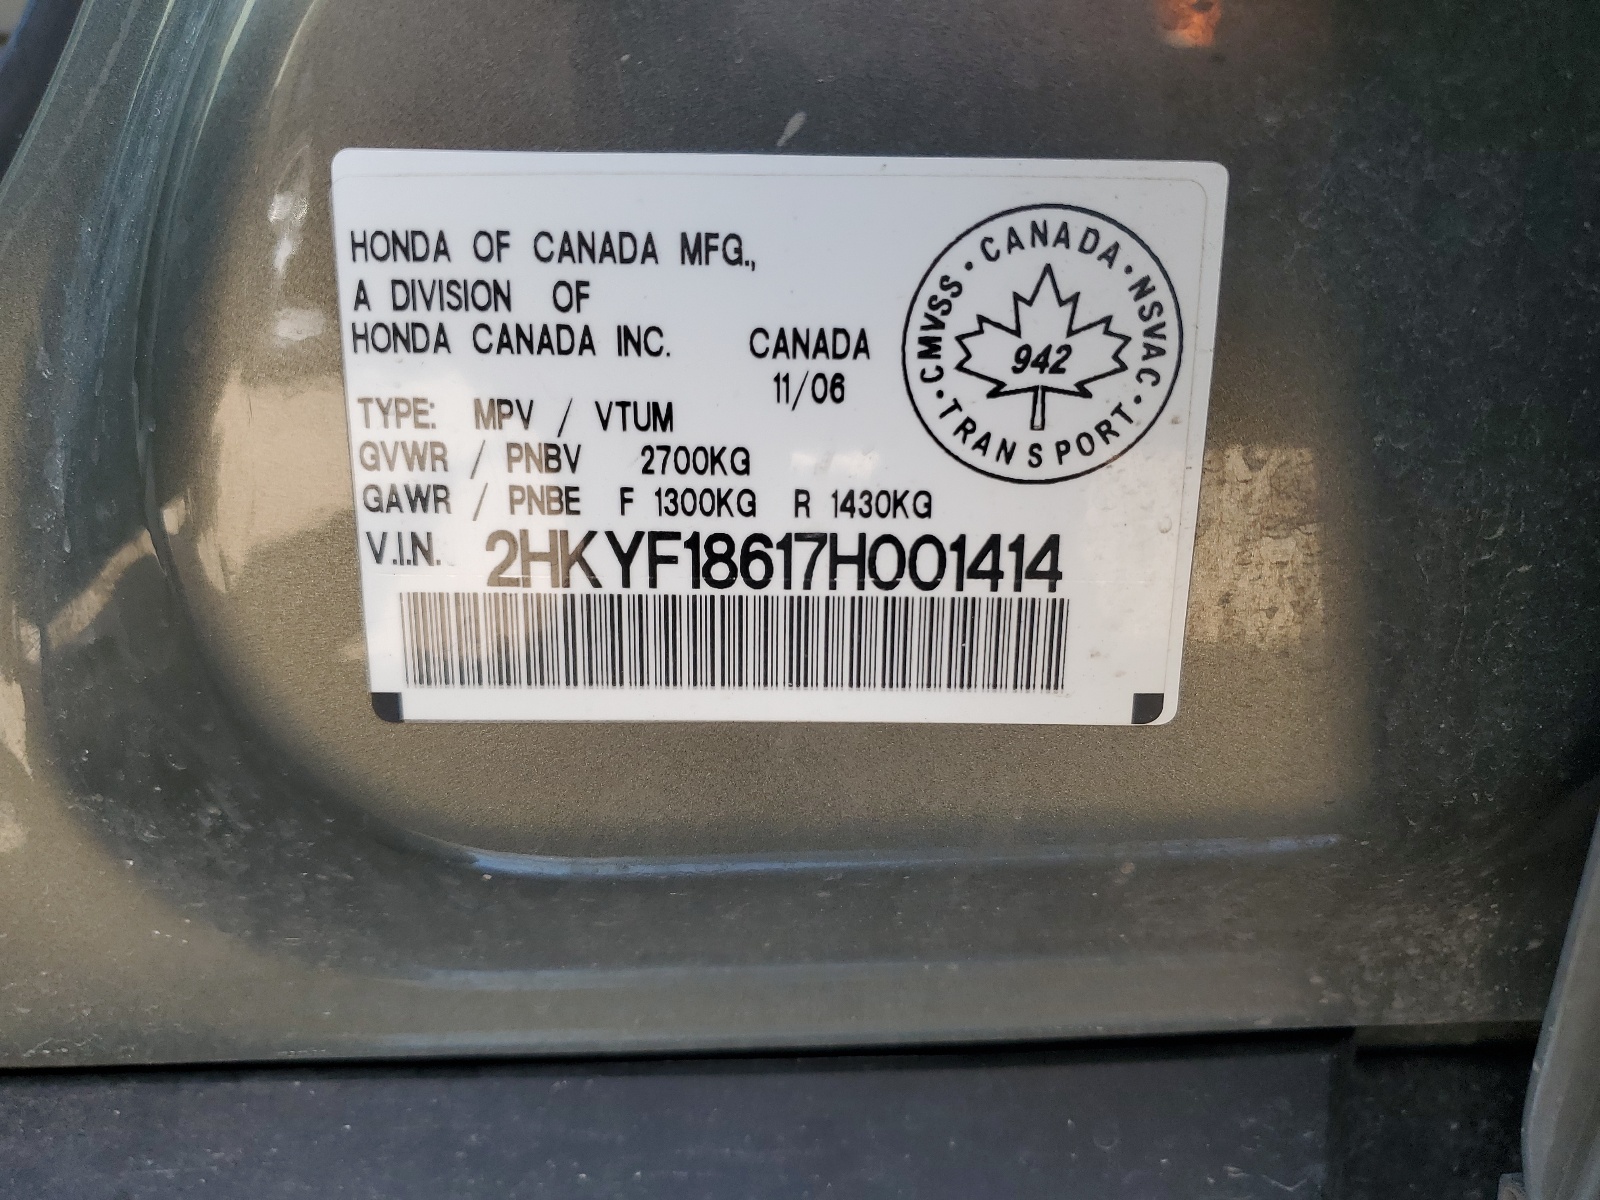 HONDA OF CANADA MFG.,
A DIVISION OF
HONDA CANADA INC. CANADA
11/06
TYPE: MPV / VTUM
GVWR / PNBV 2700KG
GAWR / PNBE F 1300KG R 1430KG
V.I.N. 2HKYF18617H001414
CANADA · NSVAC · TRANSPORT · CMVSS ·
942